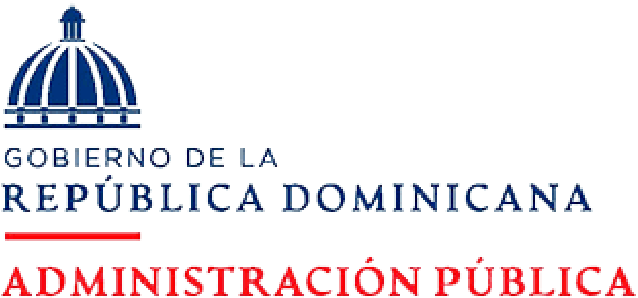 GOBIERNO DE LA
REPÚBLICA DOMINICANA
ADMINISTRACIÓN PÚBLICA